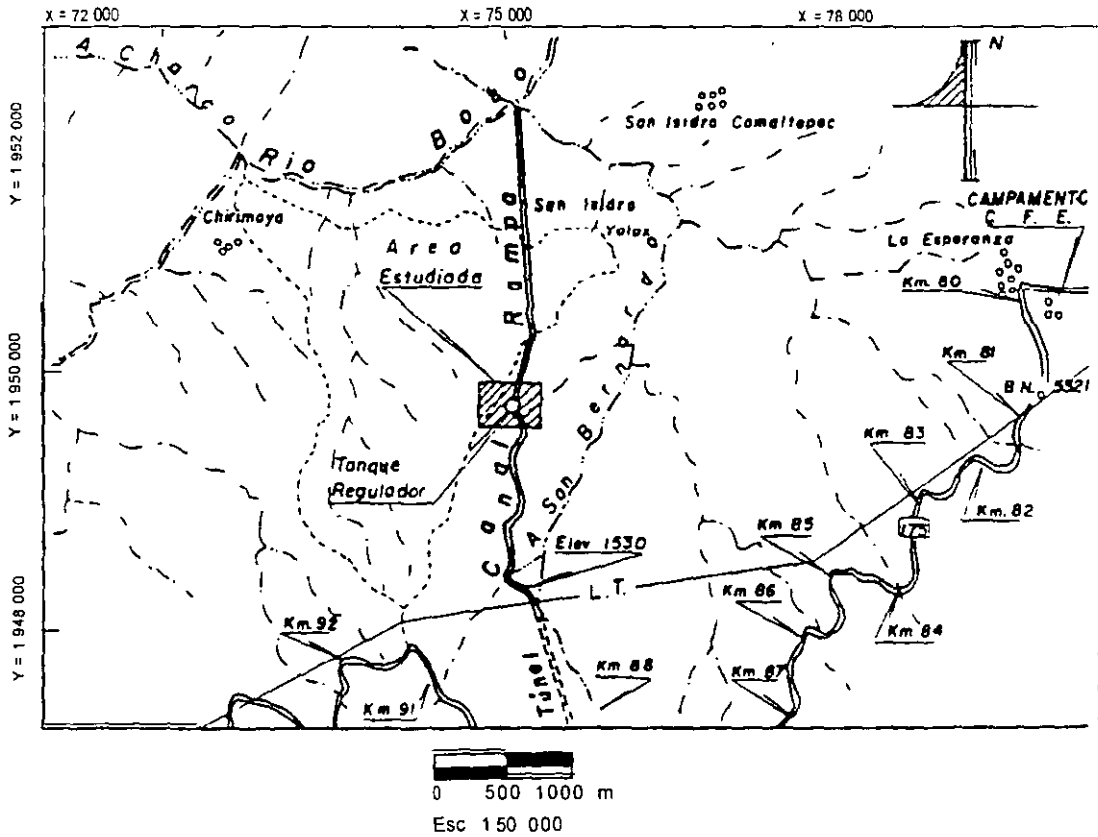 X = 72 000
X = 75 000
X = 78 000
Y = 1 952 000
Y = 1 950 000
Y = 1 948 000
N
A Chazo
Rio Boo
San Isidro Comaltepec
Chirimoya
Area
Estudiada
Rampa
San Isidro
Yolox
CAMPAMENTO
C. F. E.
La Esperanza
Km. 80
Km 81
B N. 5521
Km 83
Km. 82
175
Tanque
Regulador
Canal
A San Bernardo
Elev 1530
Km 85
Km 86
Km 84
L. T.
Km. 92
Km 91
Túnel
Km 88
Km 87
0 500 1000 m
Esc 1 50 000